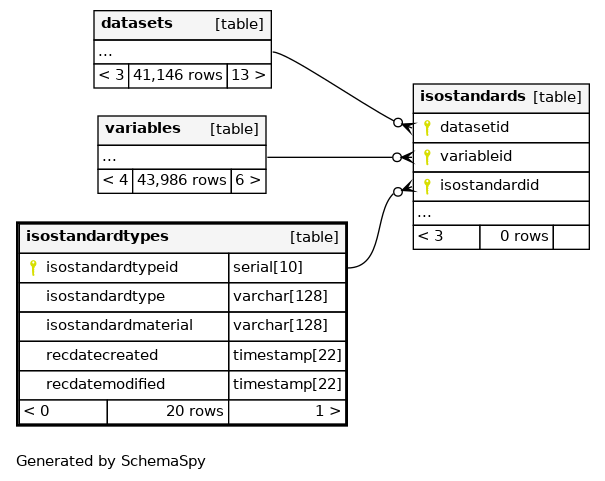 datasets [table]
...
< 3 41,146 rows 13 >
variables [table]
...
< 4 43,986 rows 6 >
isostandards [table]
datasetid
variableid
isostandardid
...
< 3 0 rows
isostandardtypes [table]
isostandardtypeid serial[10]
isostandardtype varchar[128]
isostandardmaterial varchar[128]
recdatecreated timestamp[22]
recdatemodified timestamp[22]
< 0 20 rows 1 >
Generated by SchemaSpy